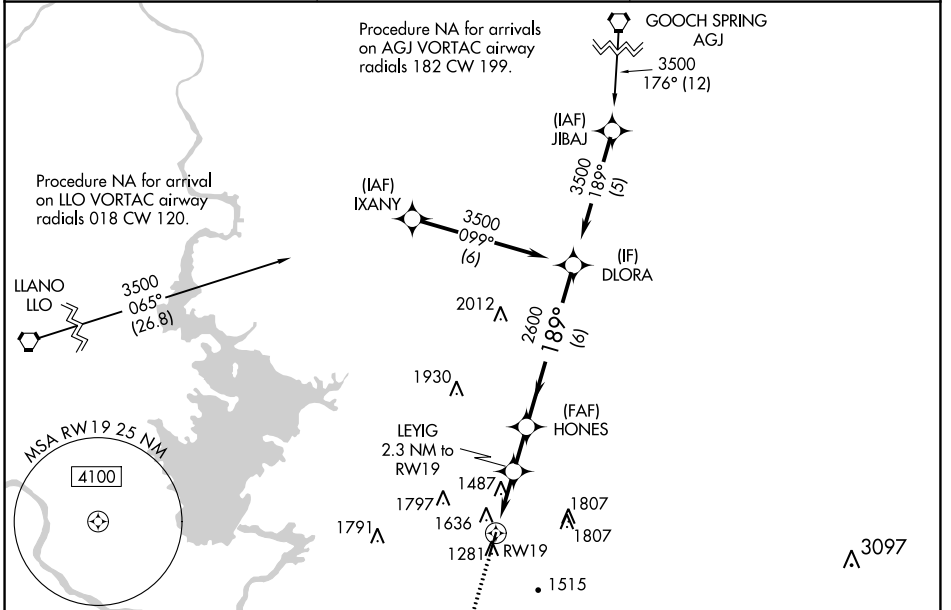 Procedure NA for arrivals
on AGJ VORTAC airway
radials 182 CW 199.
GOOCH SPRING
AGJ
3500
176° (12)
(IAF)
JIBAJ
3500
189°
(5)
Procedure NA for arrival
on LLO VORTAC airway
radials 018 CW 120.
(IAF)
IXANY
3500
099°
(6)
(IF)
DLORA
LLANO
LLO
3500
065°
(26.8)
2012
2600
189°
(6)
1930
(FAF)
HONES
LEYIG
2.3 NM to
RW19
MSA RW19 25 NM
4100
1487
1797
1636
1807
1807
1791
1281
RW19
3097
1515